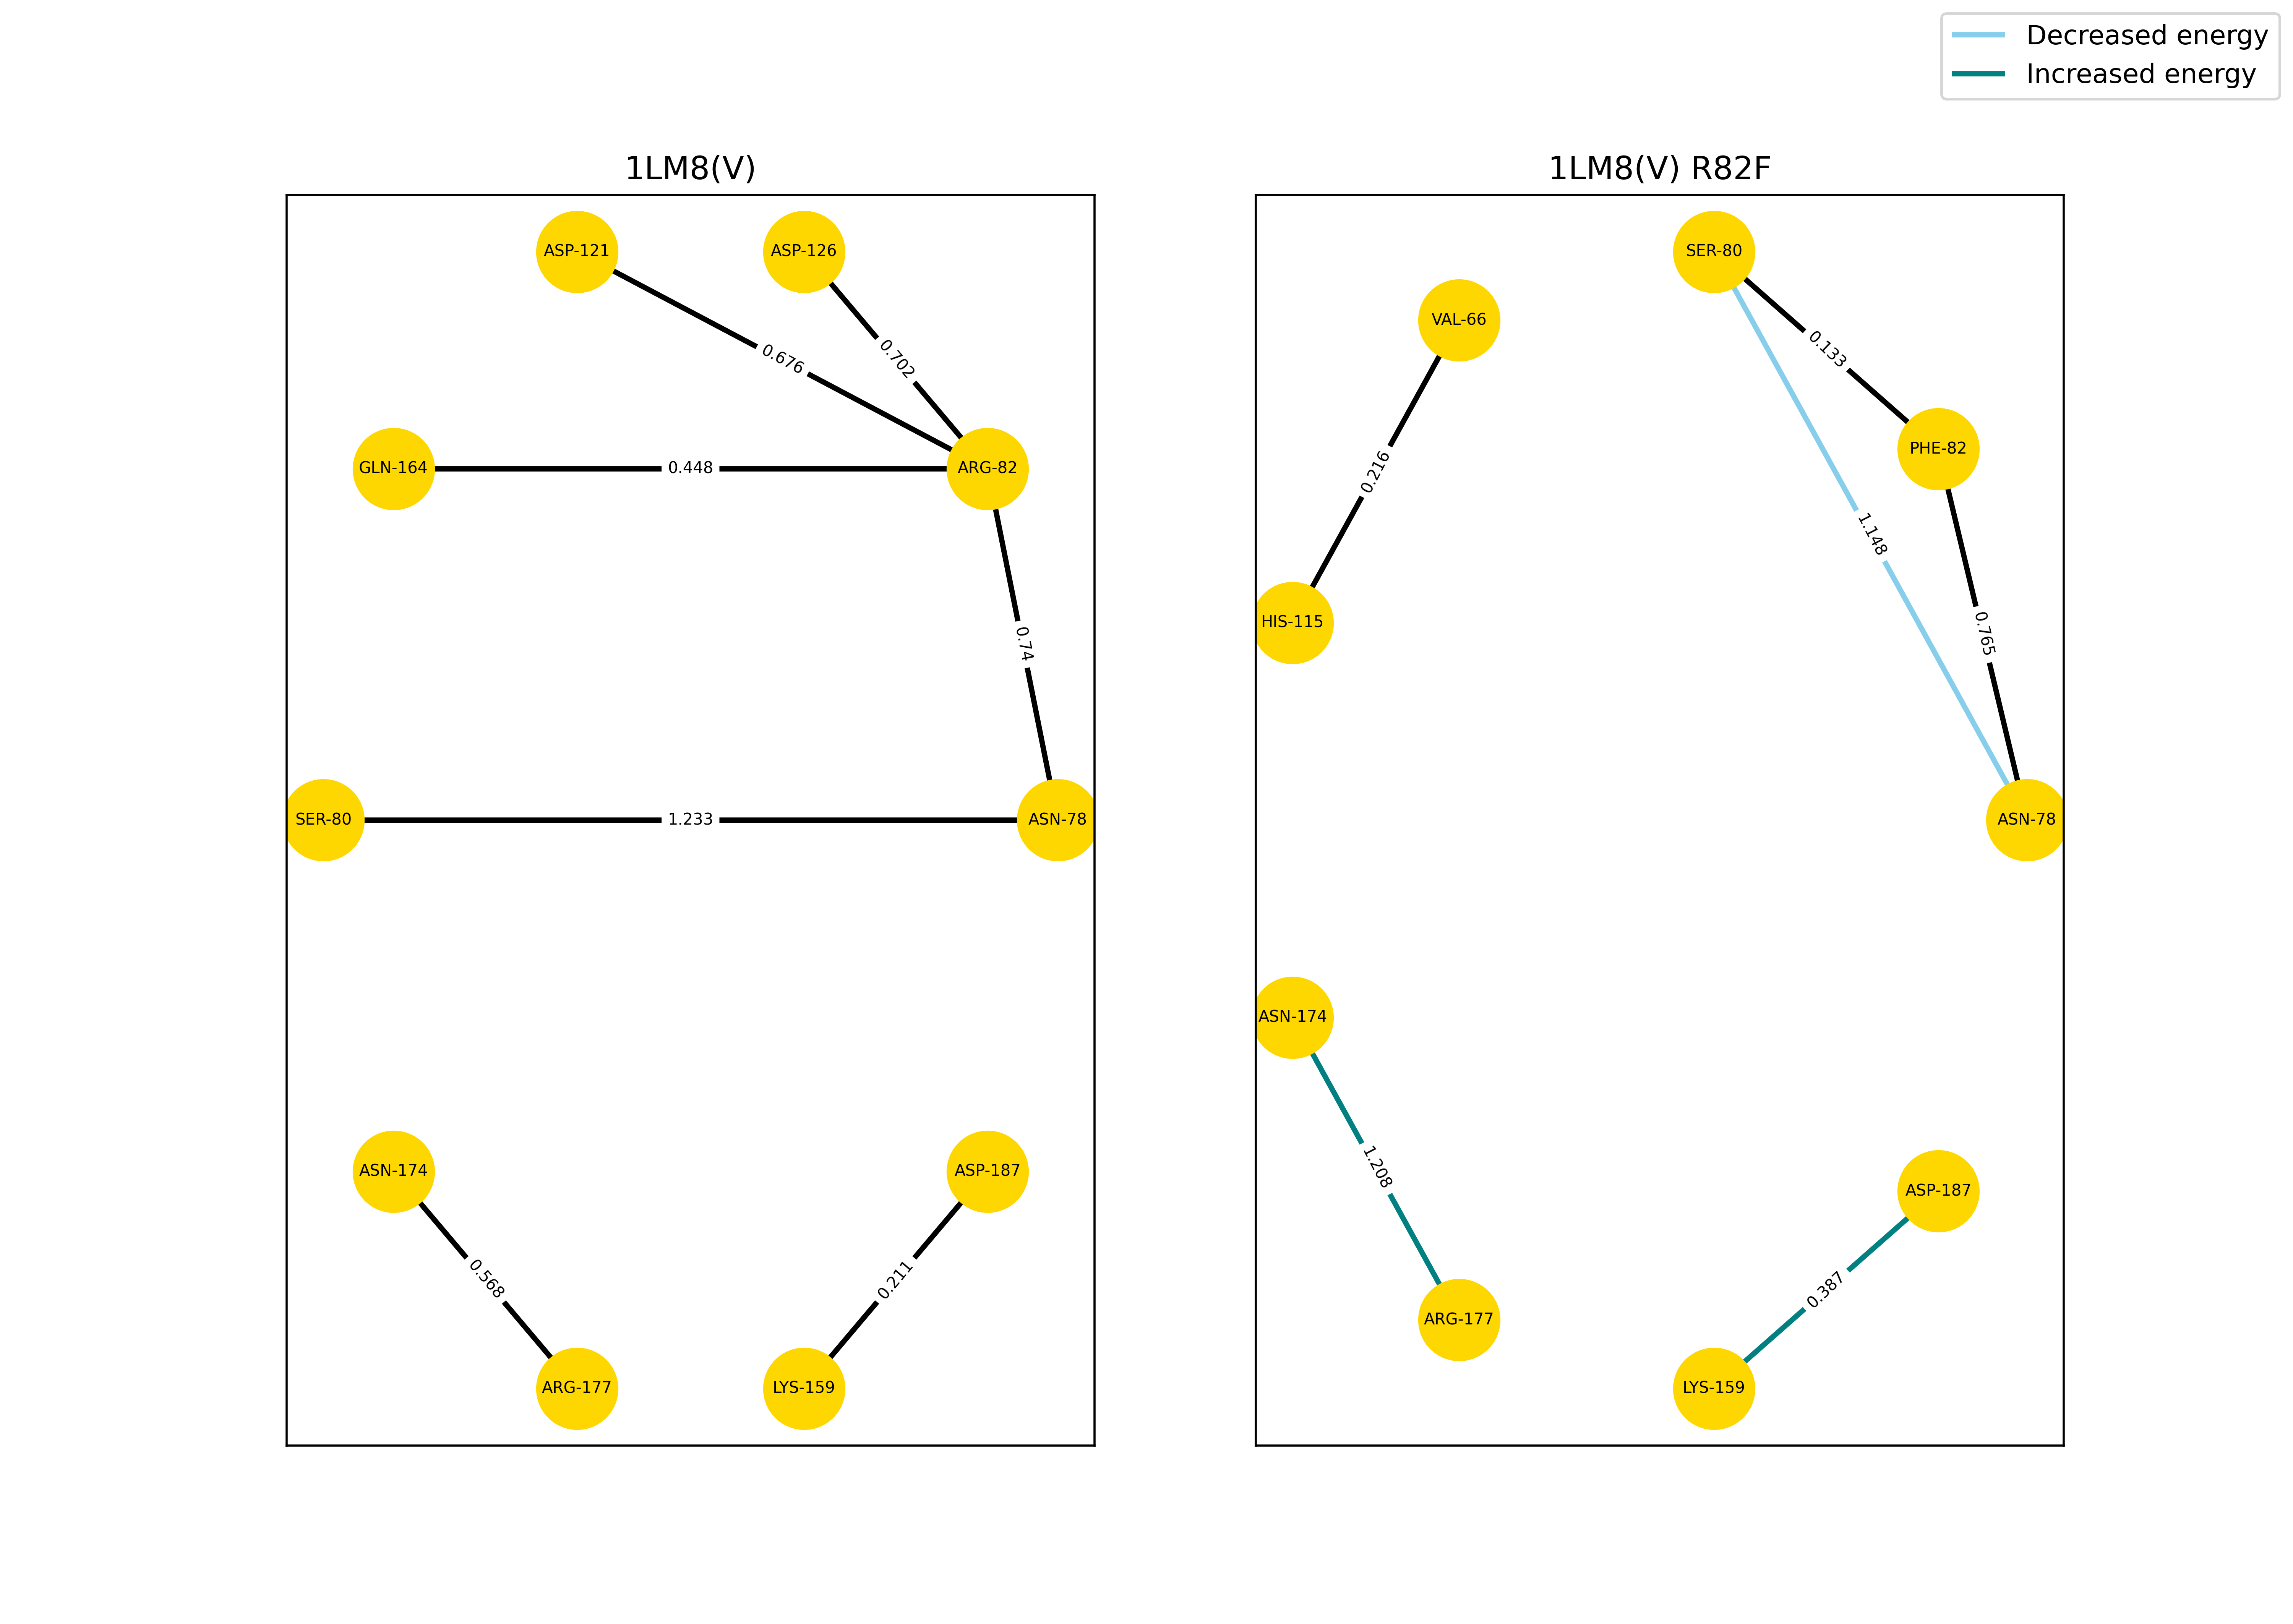 Decreased energy
Increased energy
1LM8(V)
ASP-121
ASP-126
0.676
0.702
GLN-164
0.448
ARG-82
0.74
SER-80
1.233
ASN-78
ASN-174
ASP-187
0.568
0.211
ARG-177
LYS-159
1LM8(V) R82F
SER-80
VAL-66
0.133
PHE-82
0.216
1.148
HIS-115
0.765
ASN-78
ASN-174
1.208
ASP-187
0.387
ARG-177
LYS-159